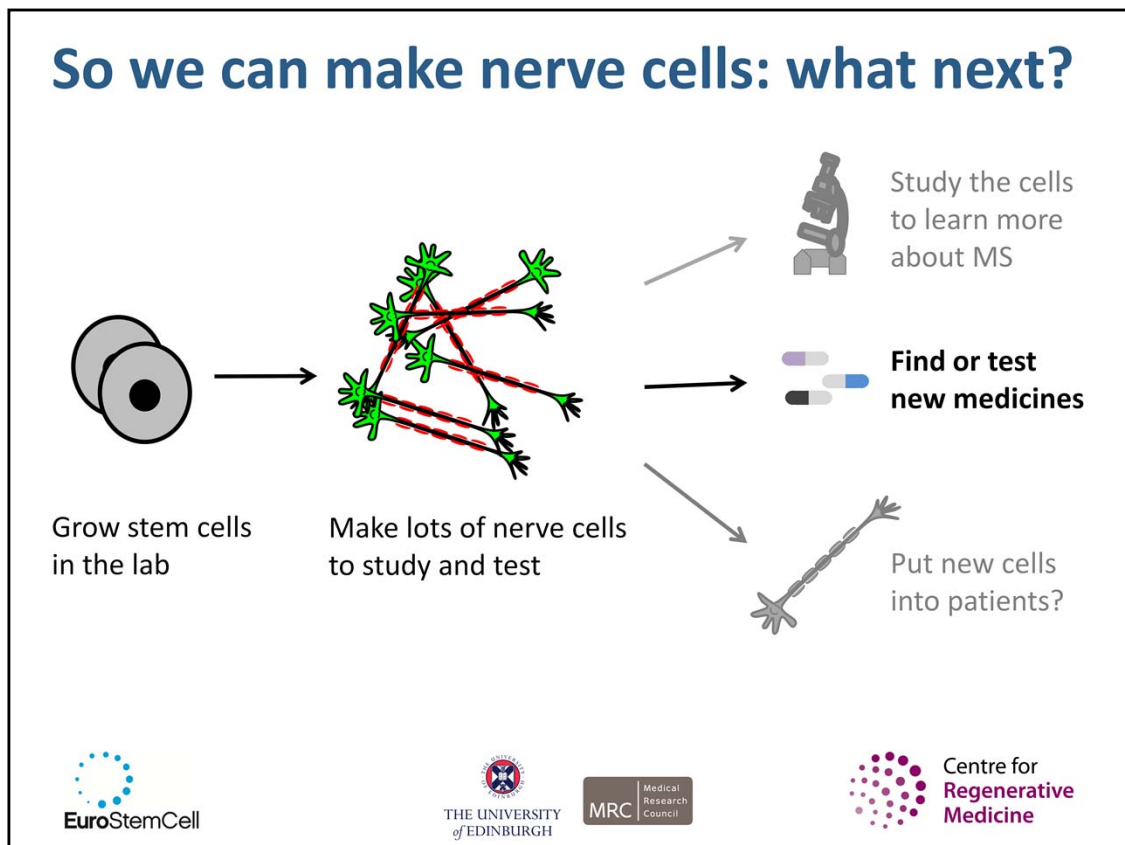 So we can make nerve cells: what next?
Study the cells
to learn more
about MS
Find or test
new medicines
Grow stem cells
in the lab
Make lots of nerve cells
to study and test
Put new cells
into patients?
EuroStemCell
THE UNIVERSITY
of EDINBURGH
MRC
Medical
Research
Council
Centre for
Regenerative
Medicine